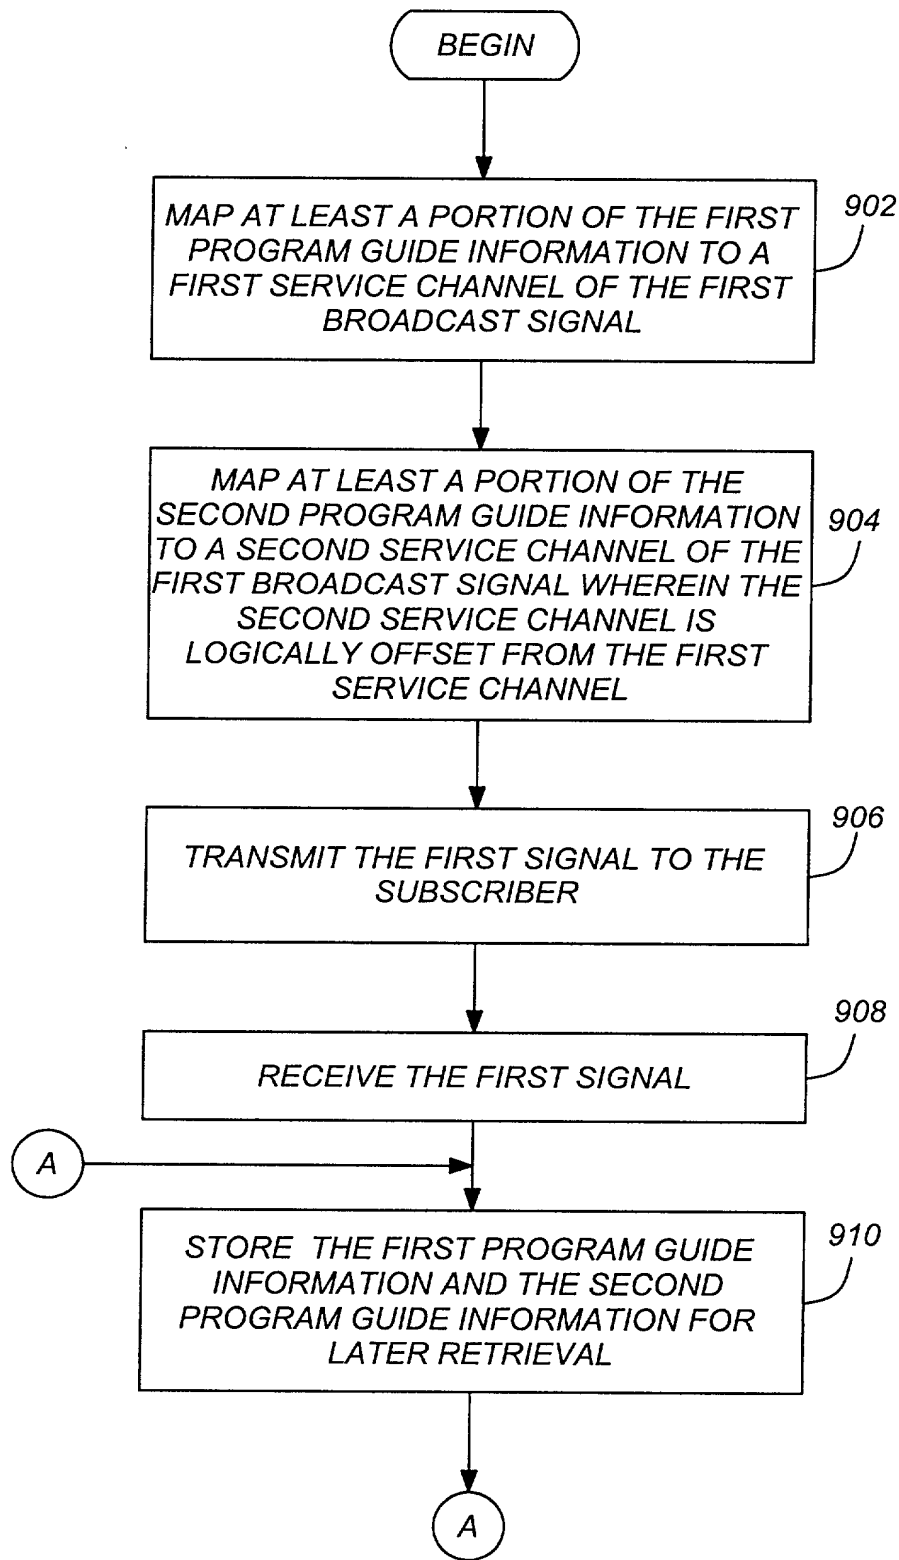 BEGIN
MAP AT LEAST A PORTION OF THE FIRST
PROGRAM GUIDE INFORMATION TO A
FIRST SERVICE CHANNEL OF THE FIRST
BROADCAST SIGNAL
902
MAP AT LEAST A PORTION OF THE
SECOND PROGRAM GUIDE INFORMATION
TO A SECOND SERVICE CHANNEL OF THE
FIRST BROADCAST SIGNAL WHEREIN THE
SECOND SERVICE CHANNEL IS
LOGICALLY OFFSET FROM THE FIRST
SERVICE CHANNEL
904
TRANSMIT THE FIRST SIGNAL TO THE
SUBSCRIBER
906
RECEIVE THE FIRST SIGNAL
908
A
STORE THE FIRST PROGRAM GUIDE
INFORMATION AND THE SECOND
PROGRAM GUIDE INFORMATION FOR
LATER RETRIEVAL
910
A